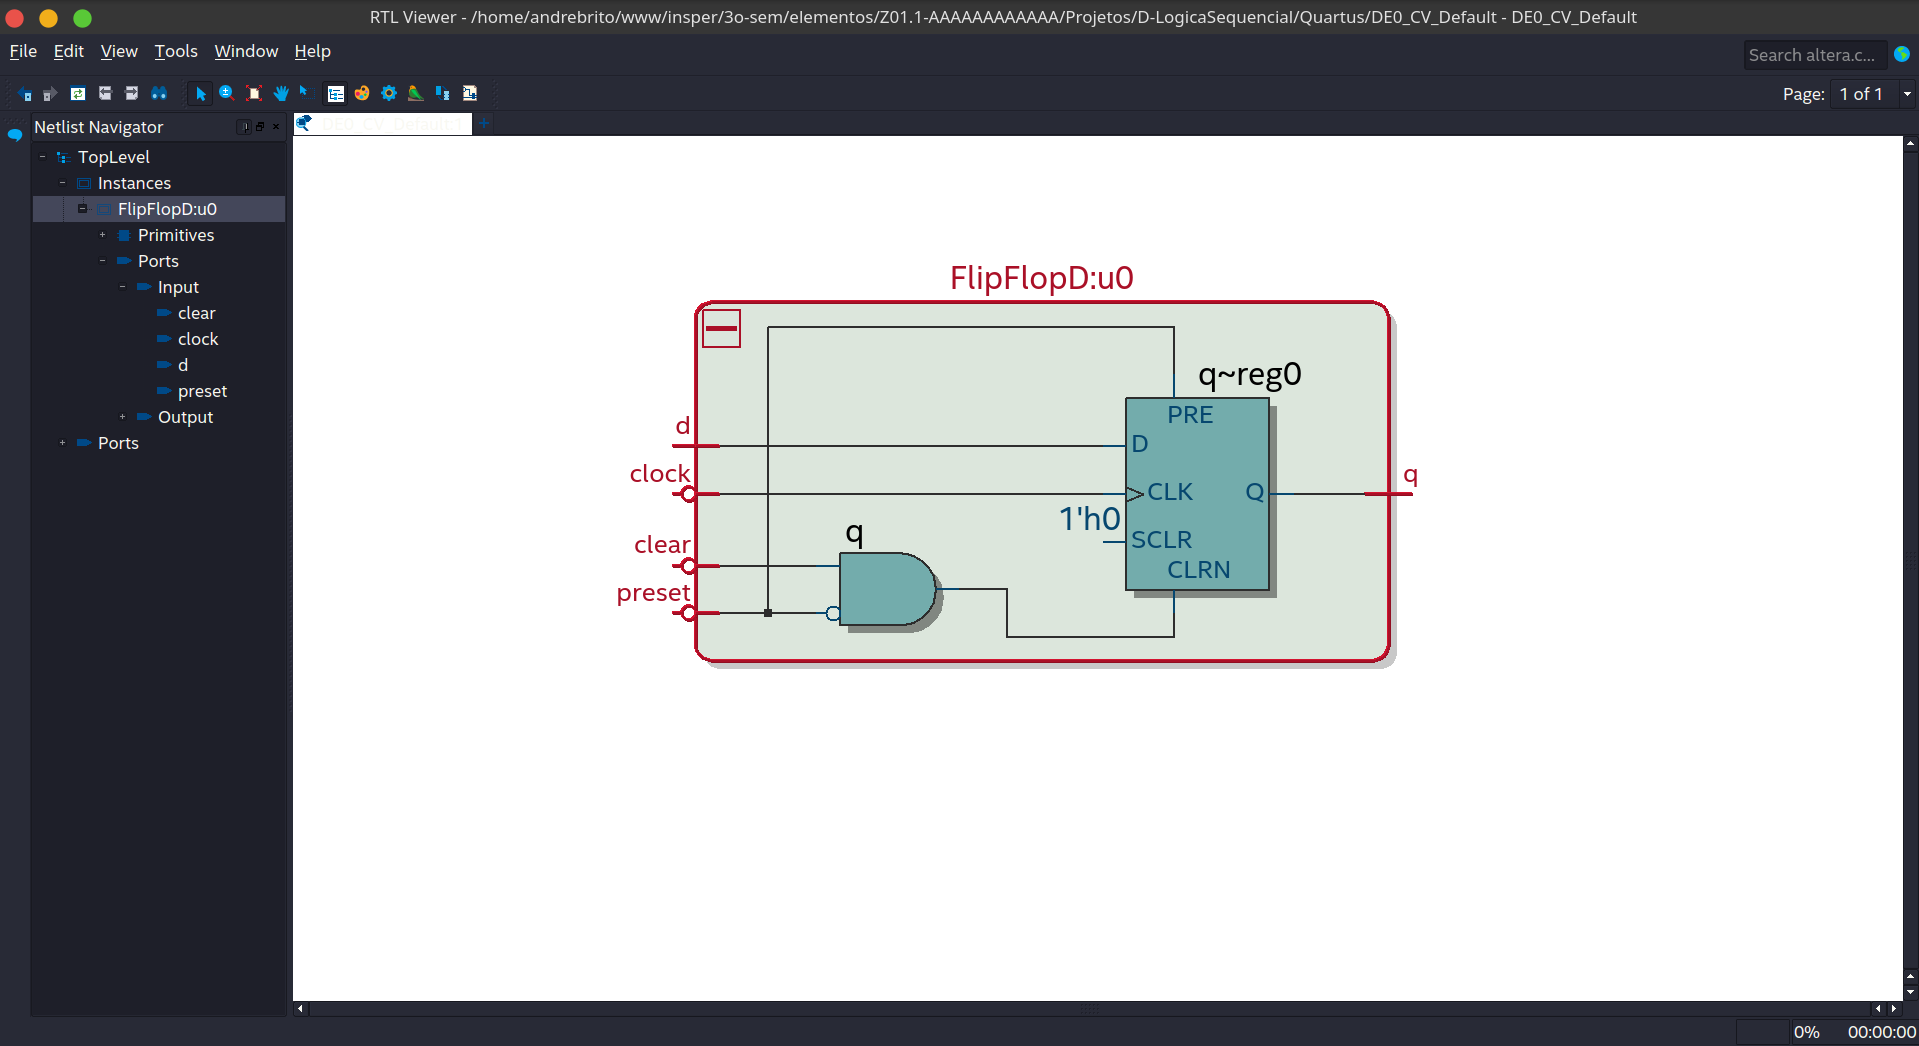 RTL Viewer - /home/andrebrito/www/insper/3o-sem/elementos/Z01.1-AAAAAAAAAAAA/Projetos/D-LogicaSequencial/Quartus/DE0_CV_Default - DE0_CV_Default
File Edit View Tools Window Help
Search altera.c...
Page: 1 of 1
Netlist Navigator
TopLevel
Instances
FlipFlopD:u0
Primitives
Ports
Input
clear
clock
d
preset
Output
Ports
FlipFlopD:u0
q~reg0
PRE
d
D
clock
CLK
Q
q
1'h0
SCLR
CLRN
q
clear
preset
0% 00:00:00